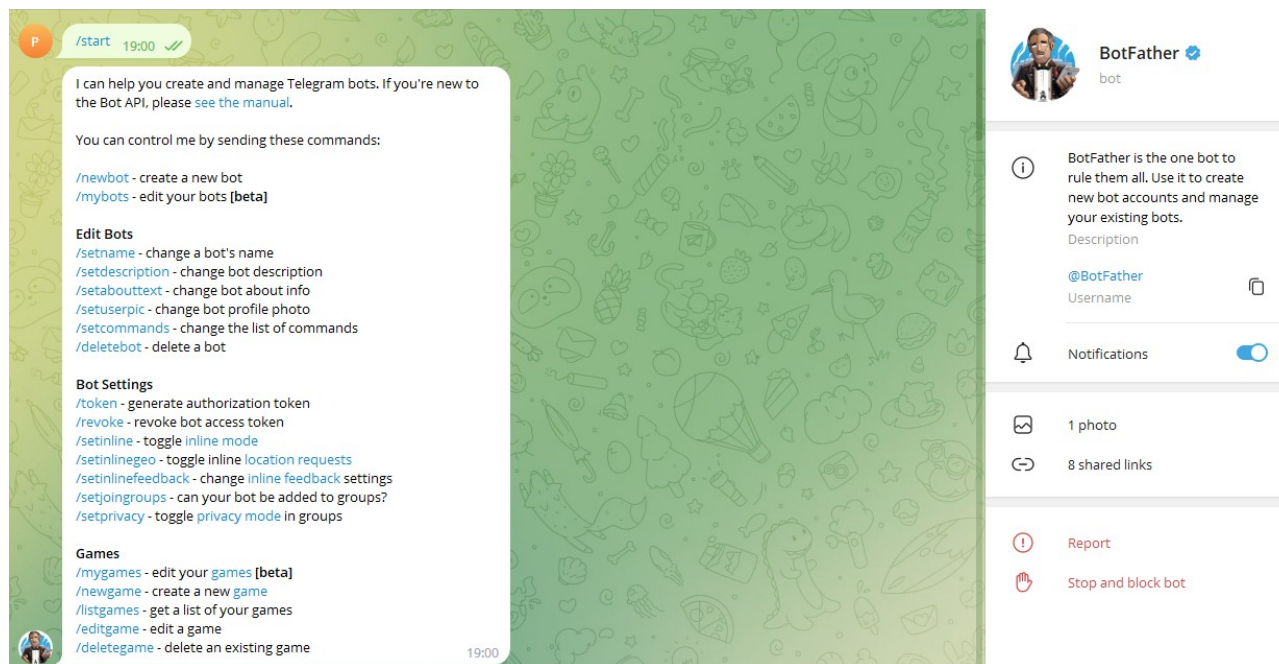 P
/start 19:00
I can help you create and manage Telegram bots. If you're new to
the Bot API, please see the manual.
You can control me by sending these commands:
/newbot - create a new bot
/mybots - edit your bots [beta]
Edit Bots
/setname - change a bot's name
/setdescription - change bot description
/setabouttext - change bot about info
/setuserpic - change bot profile photo
/setcommands - change the list of commands
/deletebot - delete a bot
Bot Settings
/token - generate authorization token
/revoke - revoke bot access token
/setinline - toggle inline mode
/setinlinegeo - toggle inline location requests
/setinlinefeedback - change inline feedback settings
/setjoingroups - can your bot be added to groups?
/setprivacy - toggle privacy mode in groups
Games
/mygames - edit your games [beta]
/newgame - create a new game
/listgames - get a list of your games
/editgame - edit a game
/deletegame - delete an existing game
19:00
BotFather
bot
BotFather is the one bot to
rule them all. Use it to create
new bot accounts and manage
your existing bots.
Description
@BotFather
Username
Notifications
1 photo
8 shared links
Report
Stop and block bot